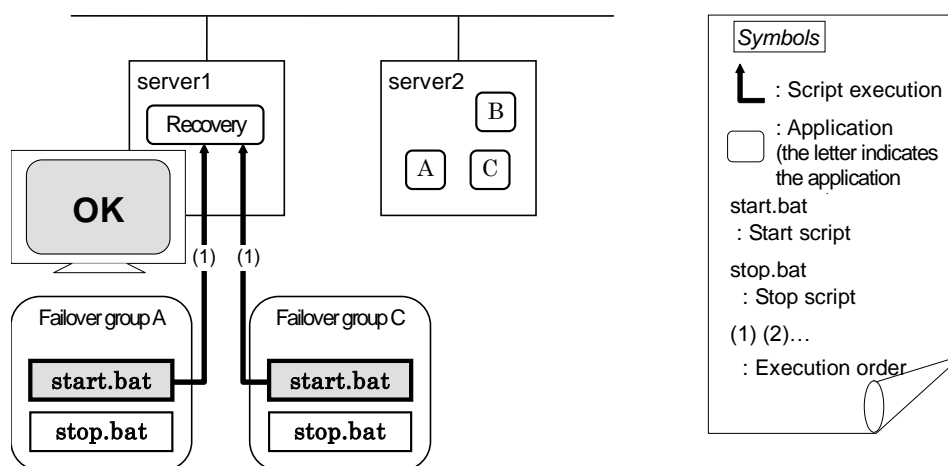 server1
Recovery
OK
(1)
(1)
server2
B
A
C
Failover group A
start.bat
stop.bat
Failover group C
start.bat
stop.bat
Symbols
: Script execution
: Application
(the letter indicates
the application
start.bat
: Start script
stop.bat
: Stop script
(1) (2)…
: Execution order